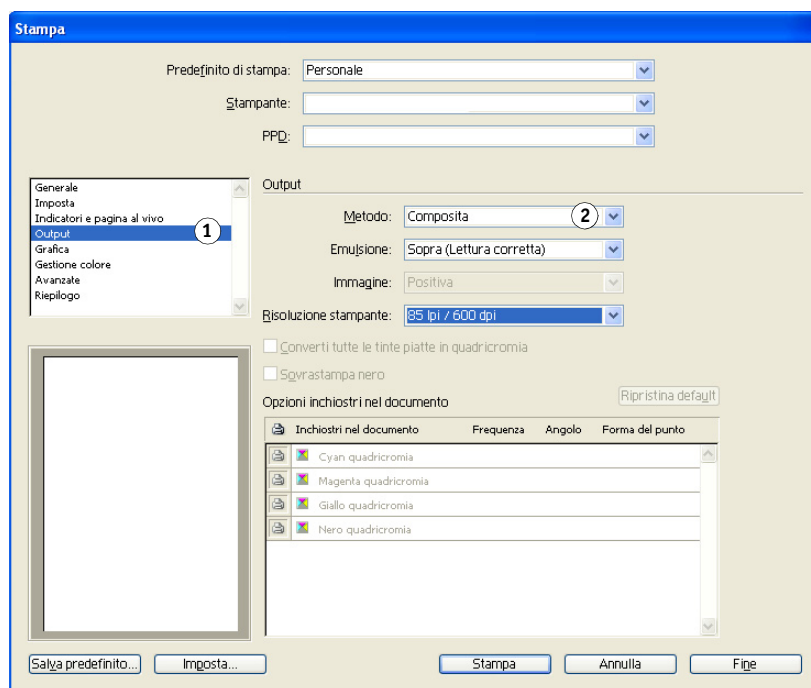 Stampa
Predefinito di stampa: Personale
Stampante:
PPD:
Generale
Imposta
Indicatori e pagina al vivo
Output 1
Grafica
Gestione colore
Avanzate
Riepilogo
Output
Metodo: Composita 2
Emulsione: Sopra (Lettura corretta)
Immagine: Positiva
Risoluzione stampante: 85 lpi / 600 dpi
Converti tutte le tinte piatte in quadricromia
Sovrastampa nero
Ripristina default
Opzioni inchiostri nel documento
Inchiostri nel documento Frequenza Angolo Forma del punto
Cyan quadricromia
Magenta quadricromia
Giallo quadricromia
Nero quadricromia
Salva predefinito... Imposta... Stampa Annulla Fine